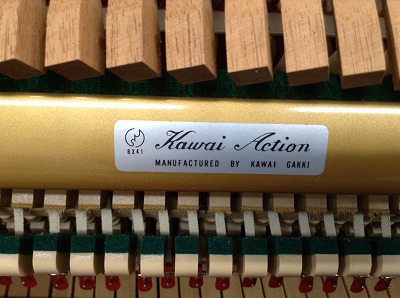 Kawai Action
8341
MANUFACTURED BY KAWAI GAKKI